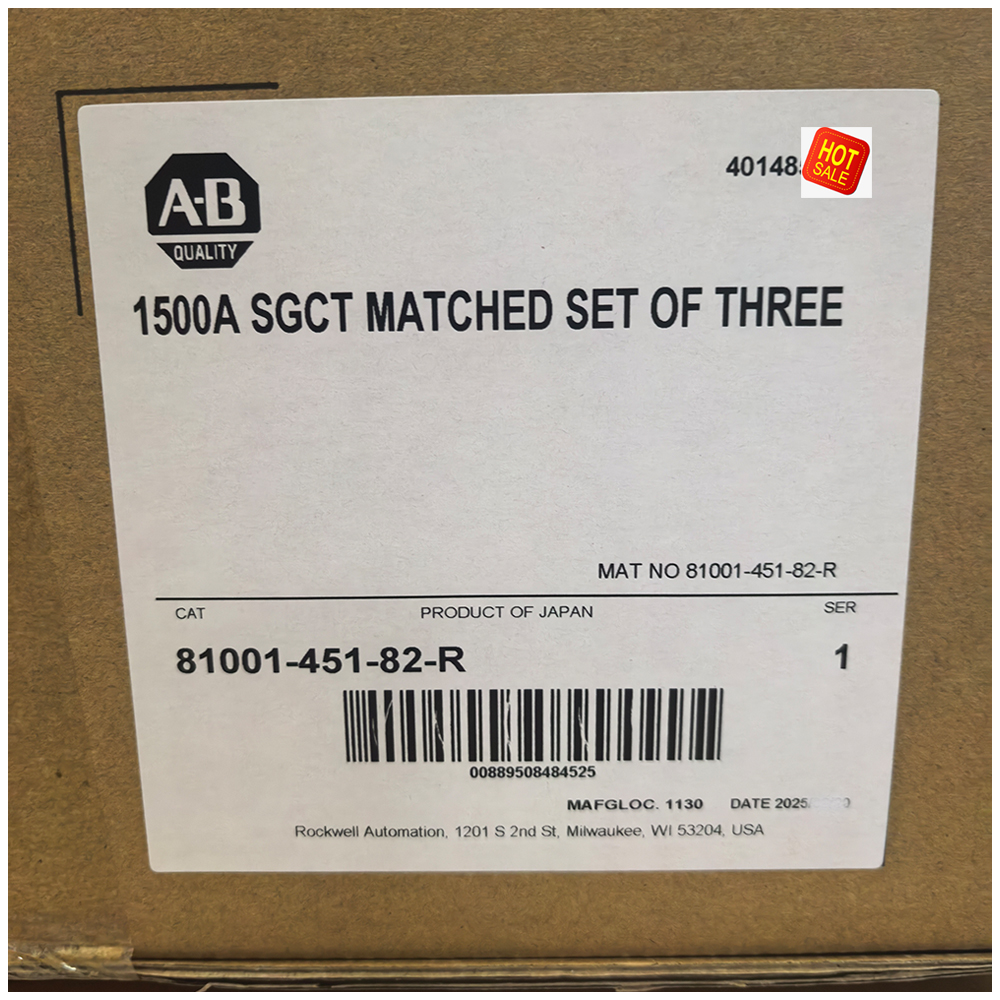 A-B
QUALITY
40148
HOT
SALE
1500A SGCT MATCHED SET OF THREE
MAT NO 81001-451-82-R
CAT PRODUCT OF JAPAN SER
81001-451-82-R 1
00889508484525
MAFGLOC. 1130 DATE 2025
Rockwell Automation, 1201 S 2nd St, Milwaukee, WI 53204, USA